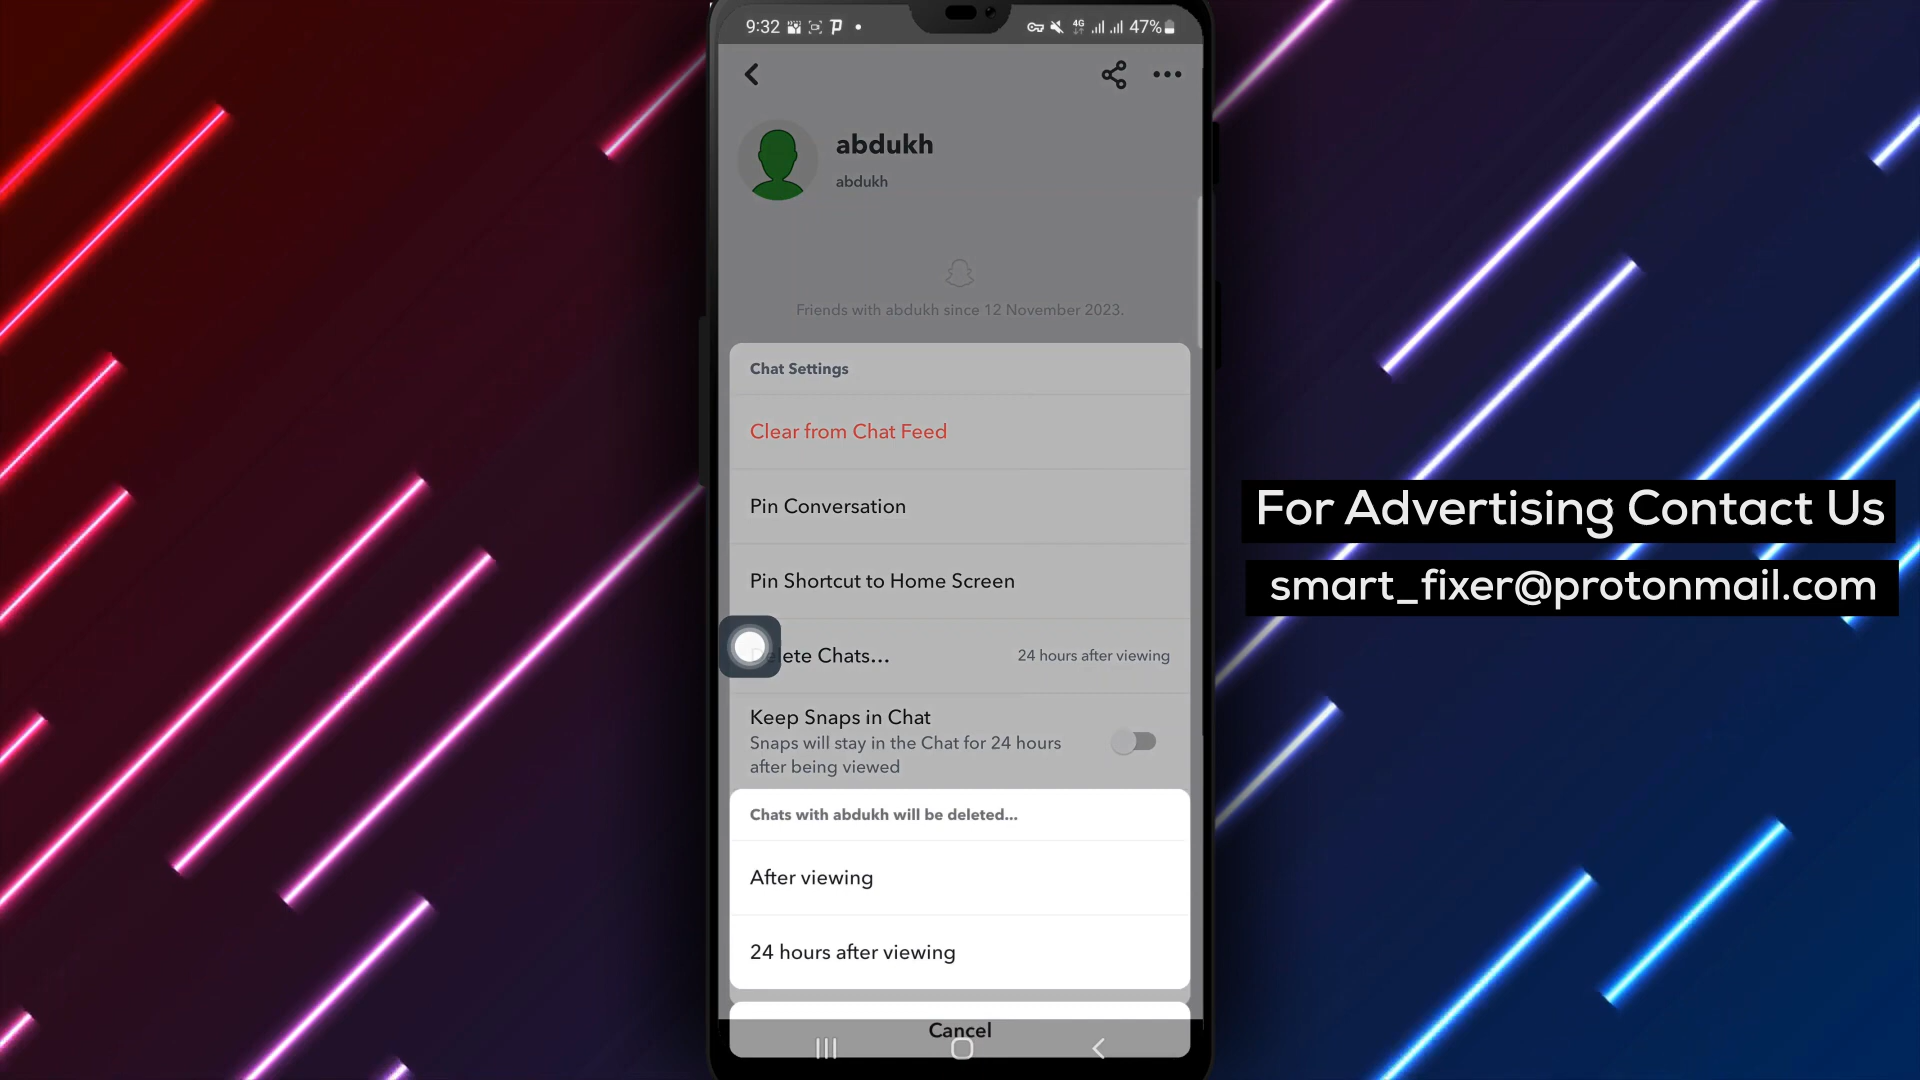 9:32
4G
47%
abdukh
abdukh
Friends with abdukh since 12 November 2023.
Chat Settings
Clear from Chat Feed
Pin Conversation
Pin Shortcut to Home Screen
lete Chats...
24 hours after viewing
Keep Snaps in Chat
Snaps will stay in the Chat for 24 hours
after being viewed
Chats with abdukh will be deleted...
After viewing
24 hours after viewing
Cancel
For Advertising Contact Us
smart_fixer@protonmail.com